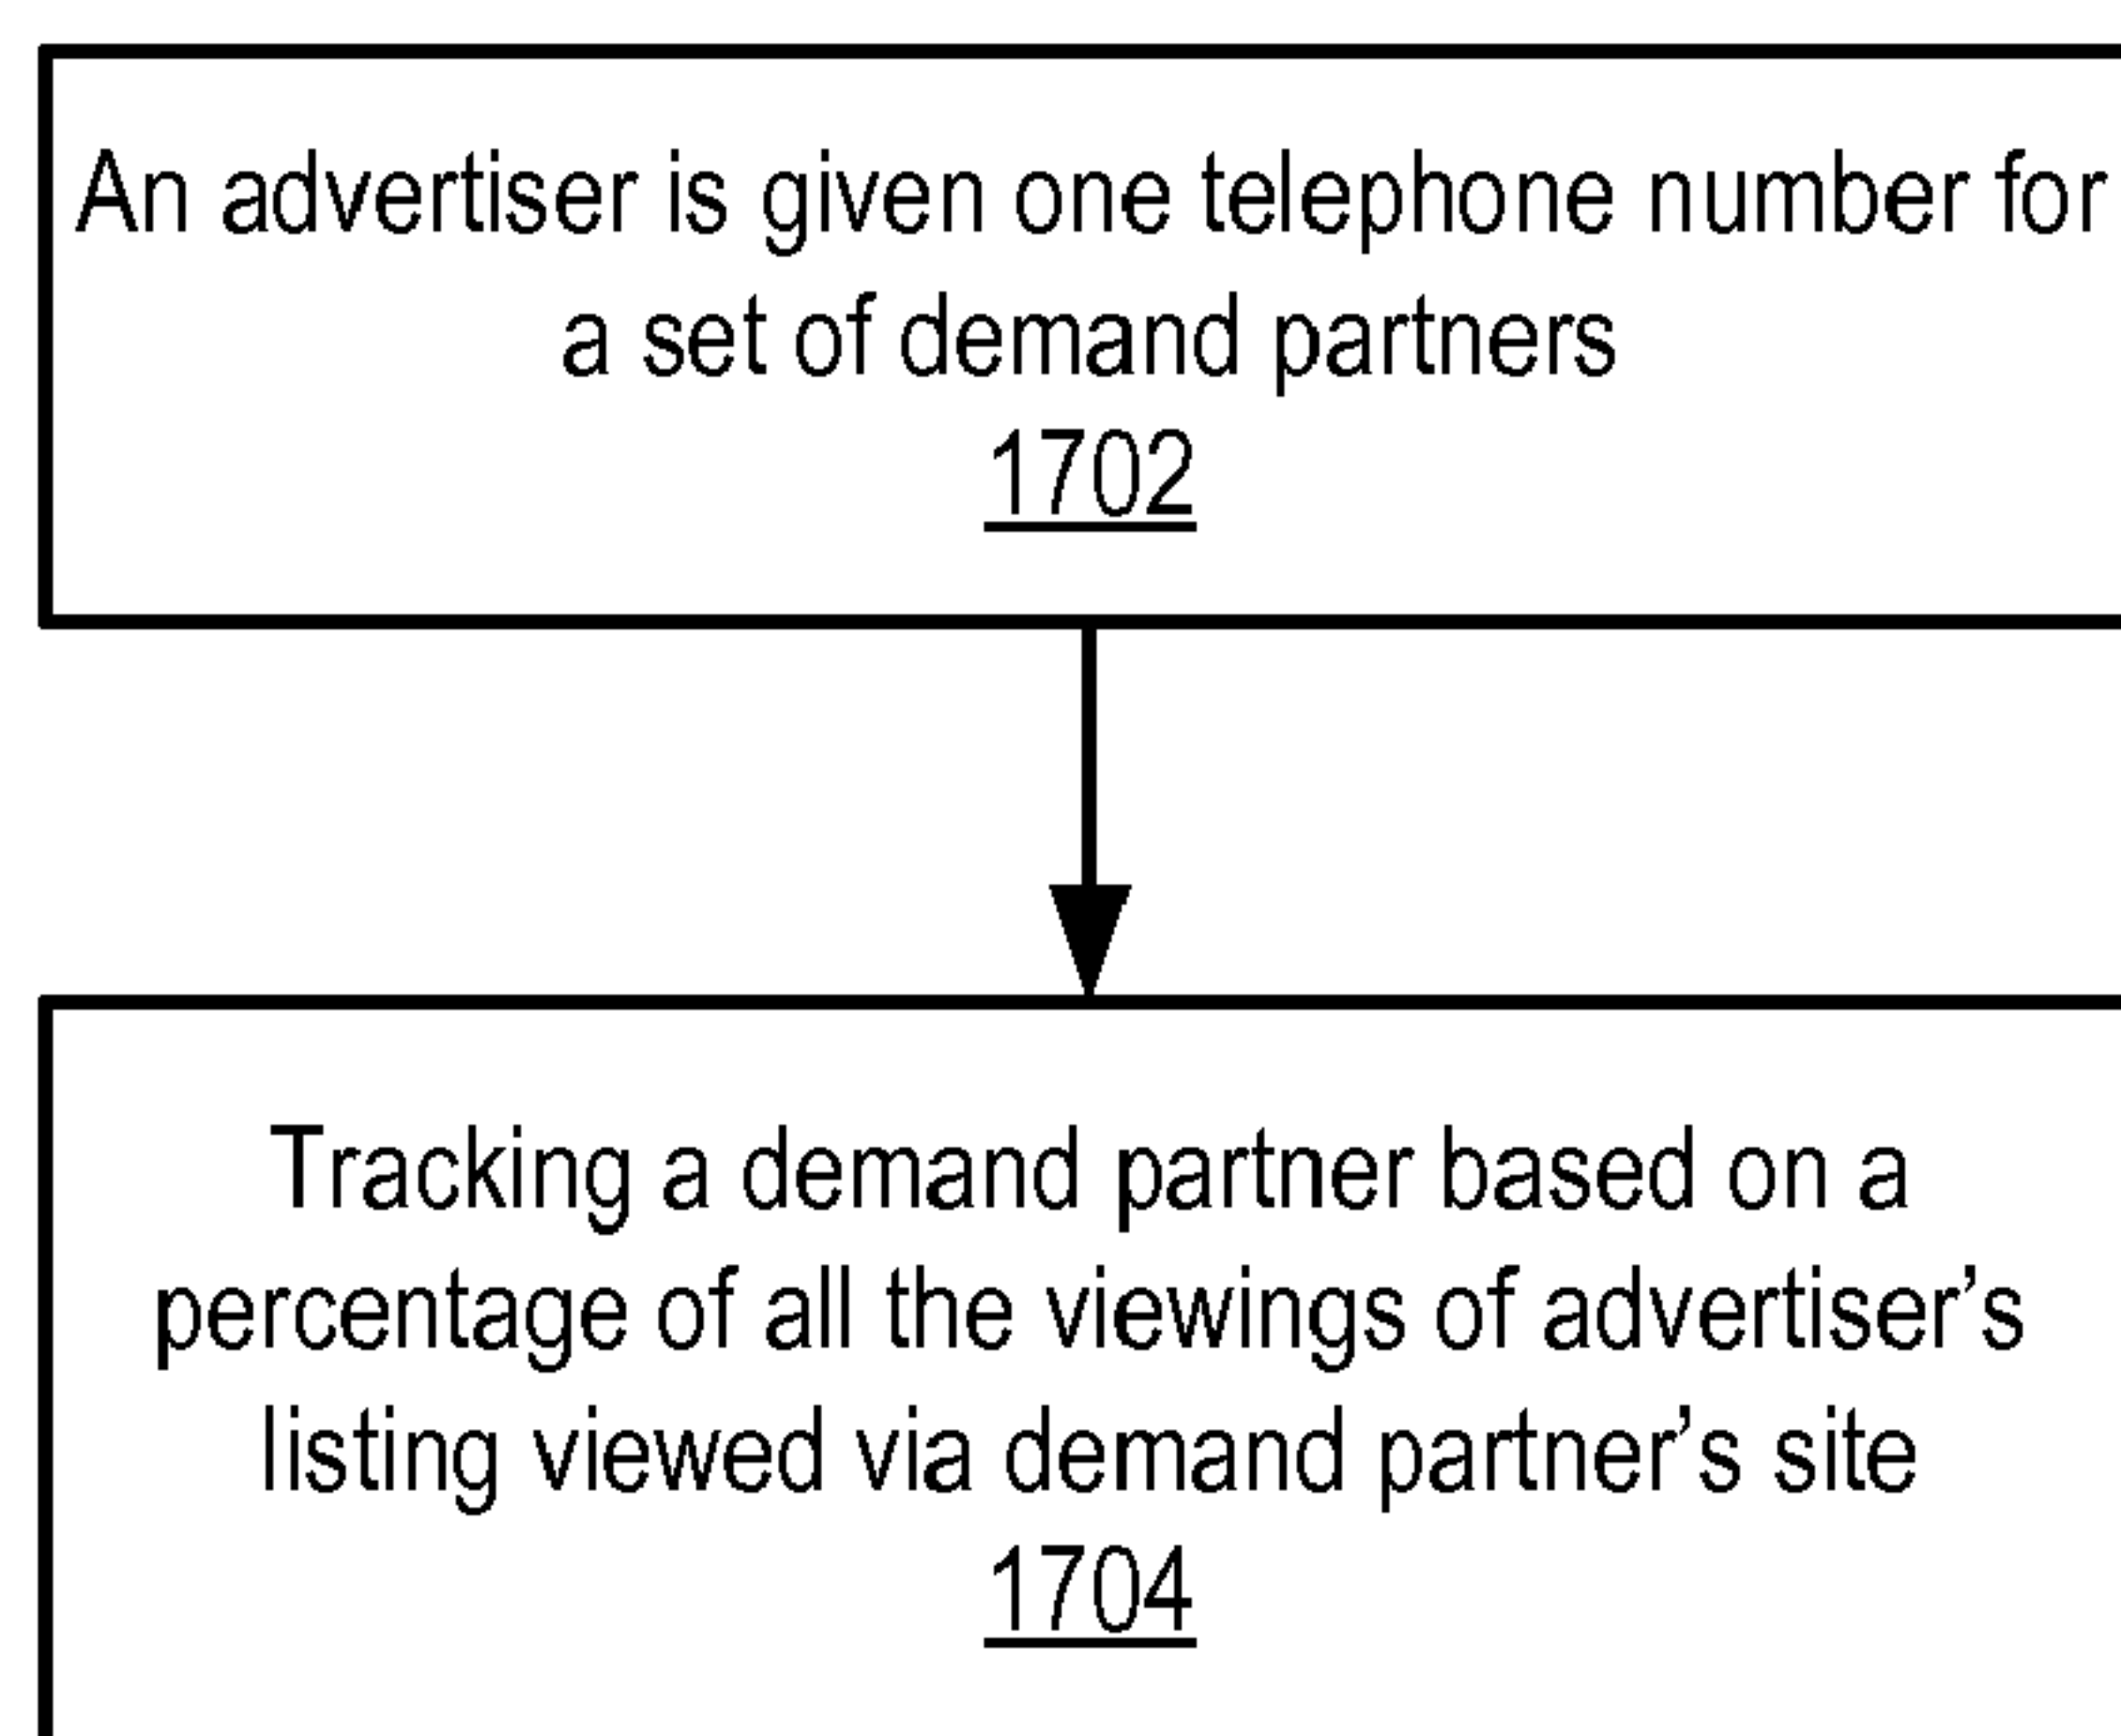 An advertiser is given one telephone number for
a set of demand partners
1702
Tracking a demand partner based on a
percentage of all the viewings of advertiser’s
listing viewed via demand partner’s site
1704